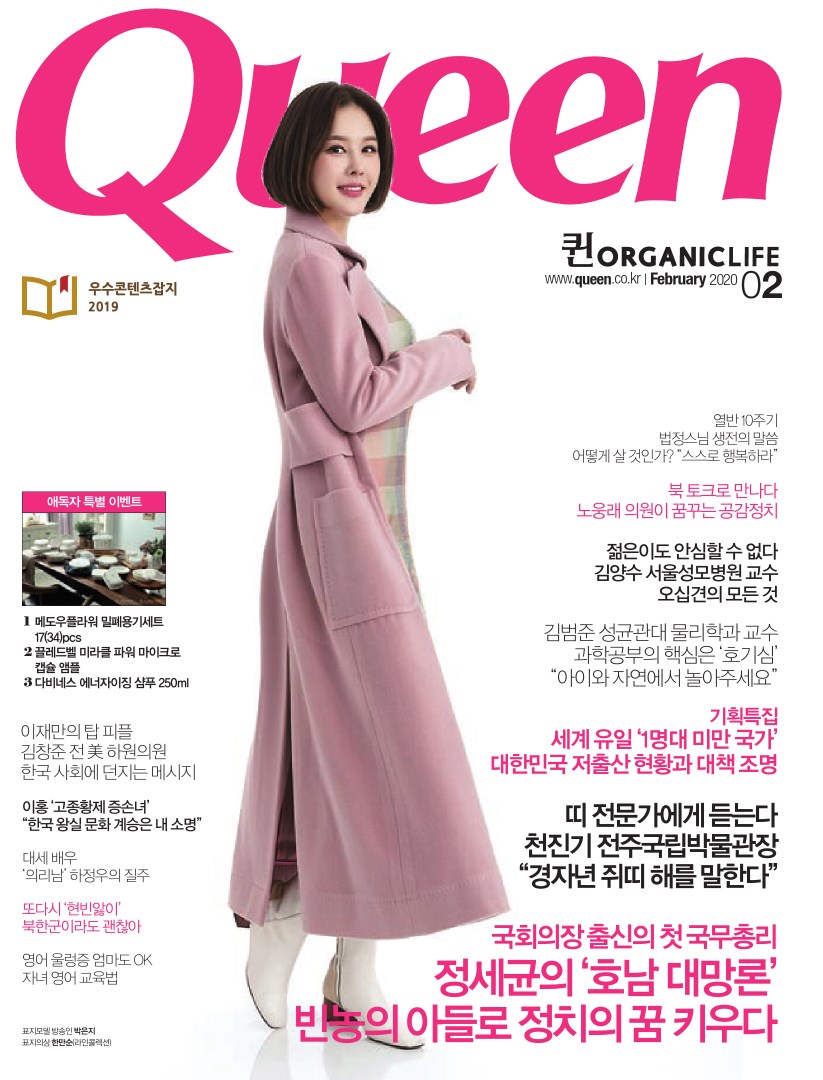 Queen
퀸 ORGANICLIFE
www.queen.co.kr | February 2020 02
우수콘텐츠잡지
2019
열반 10주기
법정스님 생전의 말씀
어떻게 살 것인가? “스스로 행복하라”
북 토크로 만나다
노웅래 의원이 꿈꾸는 공감정치
젊은이도 안심할 수 없다
김양수 서울성모병원 교수
오십견의 모든 것
김범준 성균관대 물리학과 교수
과학공부의 핵심은 ‘호기심’
“아이와 자연에서 놀아주세요”
기획특집
세계 유일 ‘1명대 미만 국가’
대한민국 저출산 현황과 대책 조명
띠 전문가에게 듣는다
천진기 전주국립박물관장
“경자년 쥐띠 해를 말한다”
국회의장 출신의 첫 국무총리
정세균의 ‘호남 대망론’
빈농의 아들로 정치의 꿈 키우다
애독자 특별 이벤트
1 메도우플라워 밀폐용기세트
17(34)pcs
2 끌레드벨 미라클 파워 마이크로
캡슐 앰플
3 다비네스 에너자이징 샴푸 250ml
이재만의 탑 피플
김창준 전 美 하원의원
한국 사회에 던지는 메시지
이홍 ‘고종황제 증손녀’
“한국 왕실 문화 계승은 내 소명”
대세 배우
‘의리남’ 하정우의 질주
또다시 ‘현빈앓이’
북한군이라도 괜찮아
영어 울렁증 엄마도 OK
자녀 영어 교육법
표지모델 방송인 박은지
표지의상 한만순(라인콜렉션)